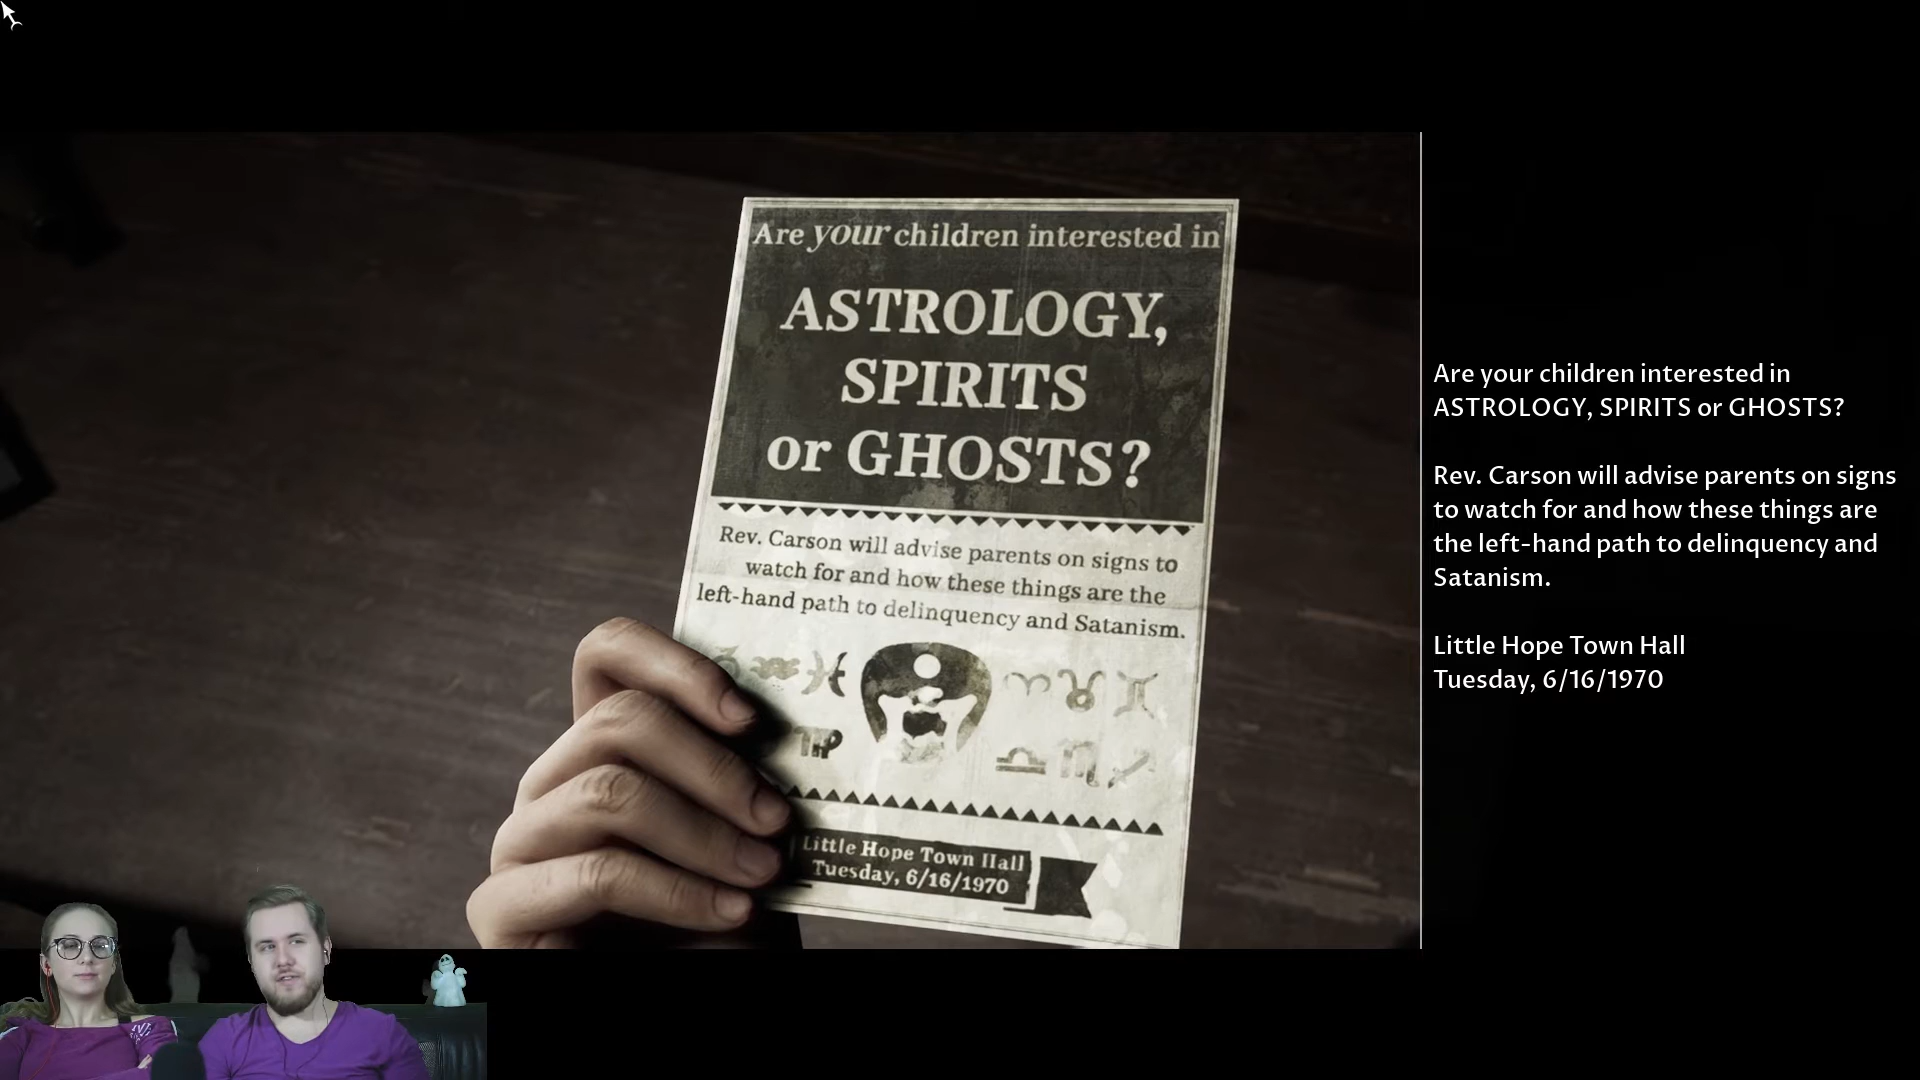 Are your children interested in
ASTROLOGY,
SPIRITS
or GHOSTS?
Rev. Carson will advise parents on signs to
watch for and how these things are the
left-hand path to delinquency and Satanism.
Little Hope Town Hall
Tuesday, 6/16/1970
Are your children interested in
ASTROLOGY, SPIRITS or GHOSTS?
Rev. Carson will advise parents on signs
to watch for and how these things are
the left-hand path to delinquency and
Satanism.
Little Hope Town Hall
Tuesday, 6/16/1970